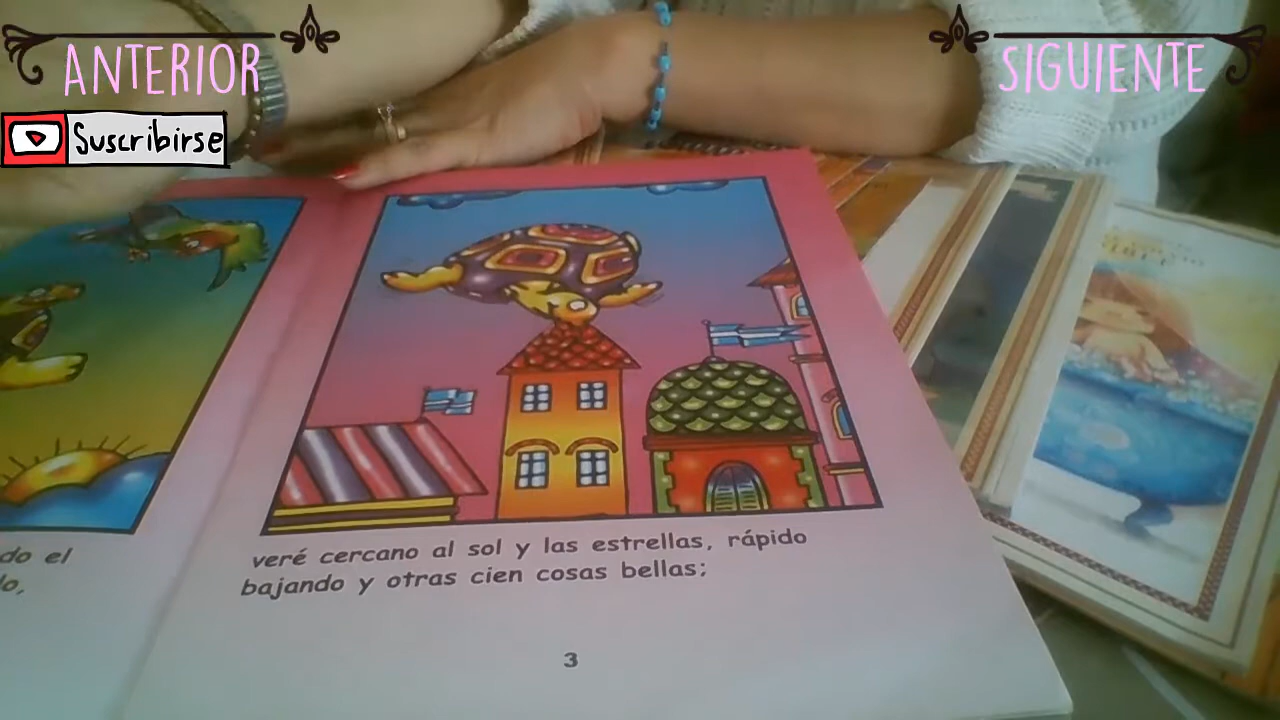 ANTERIOR
SIGUIENTE
Suscribirse
do el
lo,
veré cercano al sol y las estrellas, rápido
bajando y otras cien cosas bellas;
3